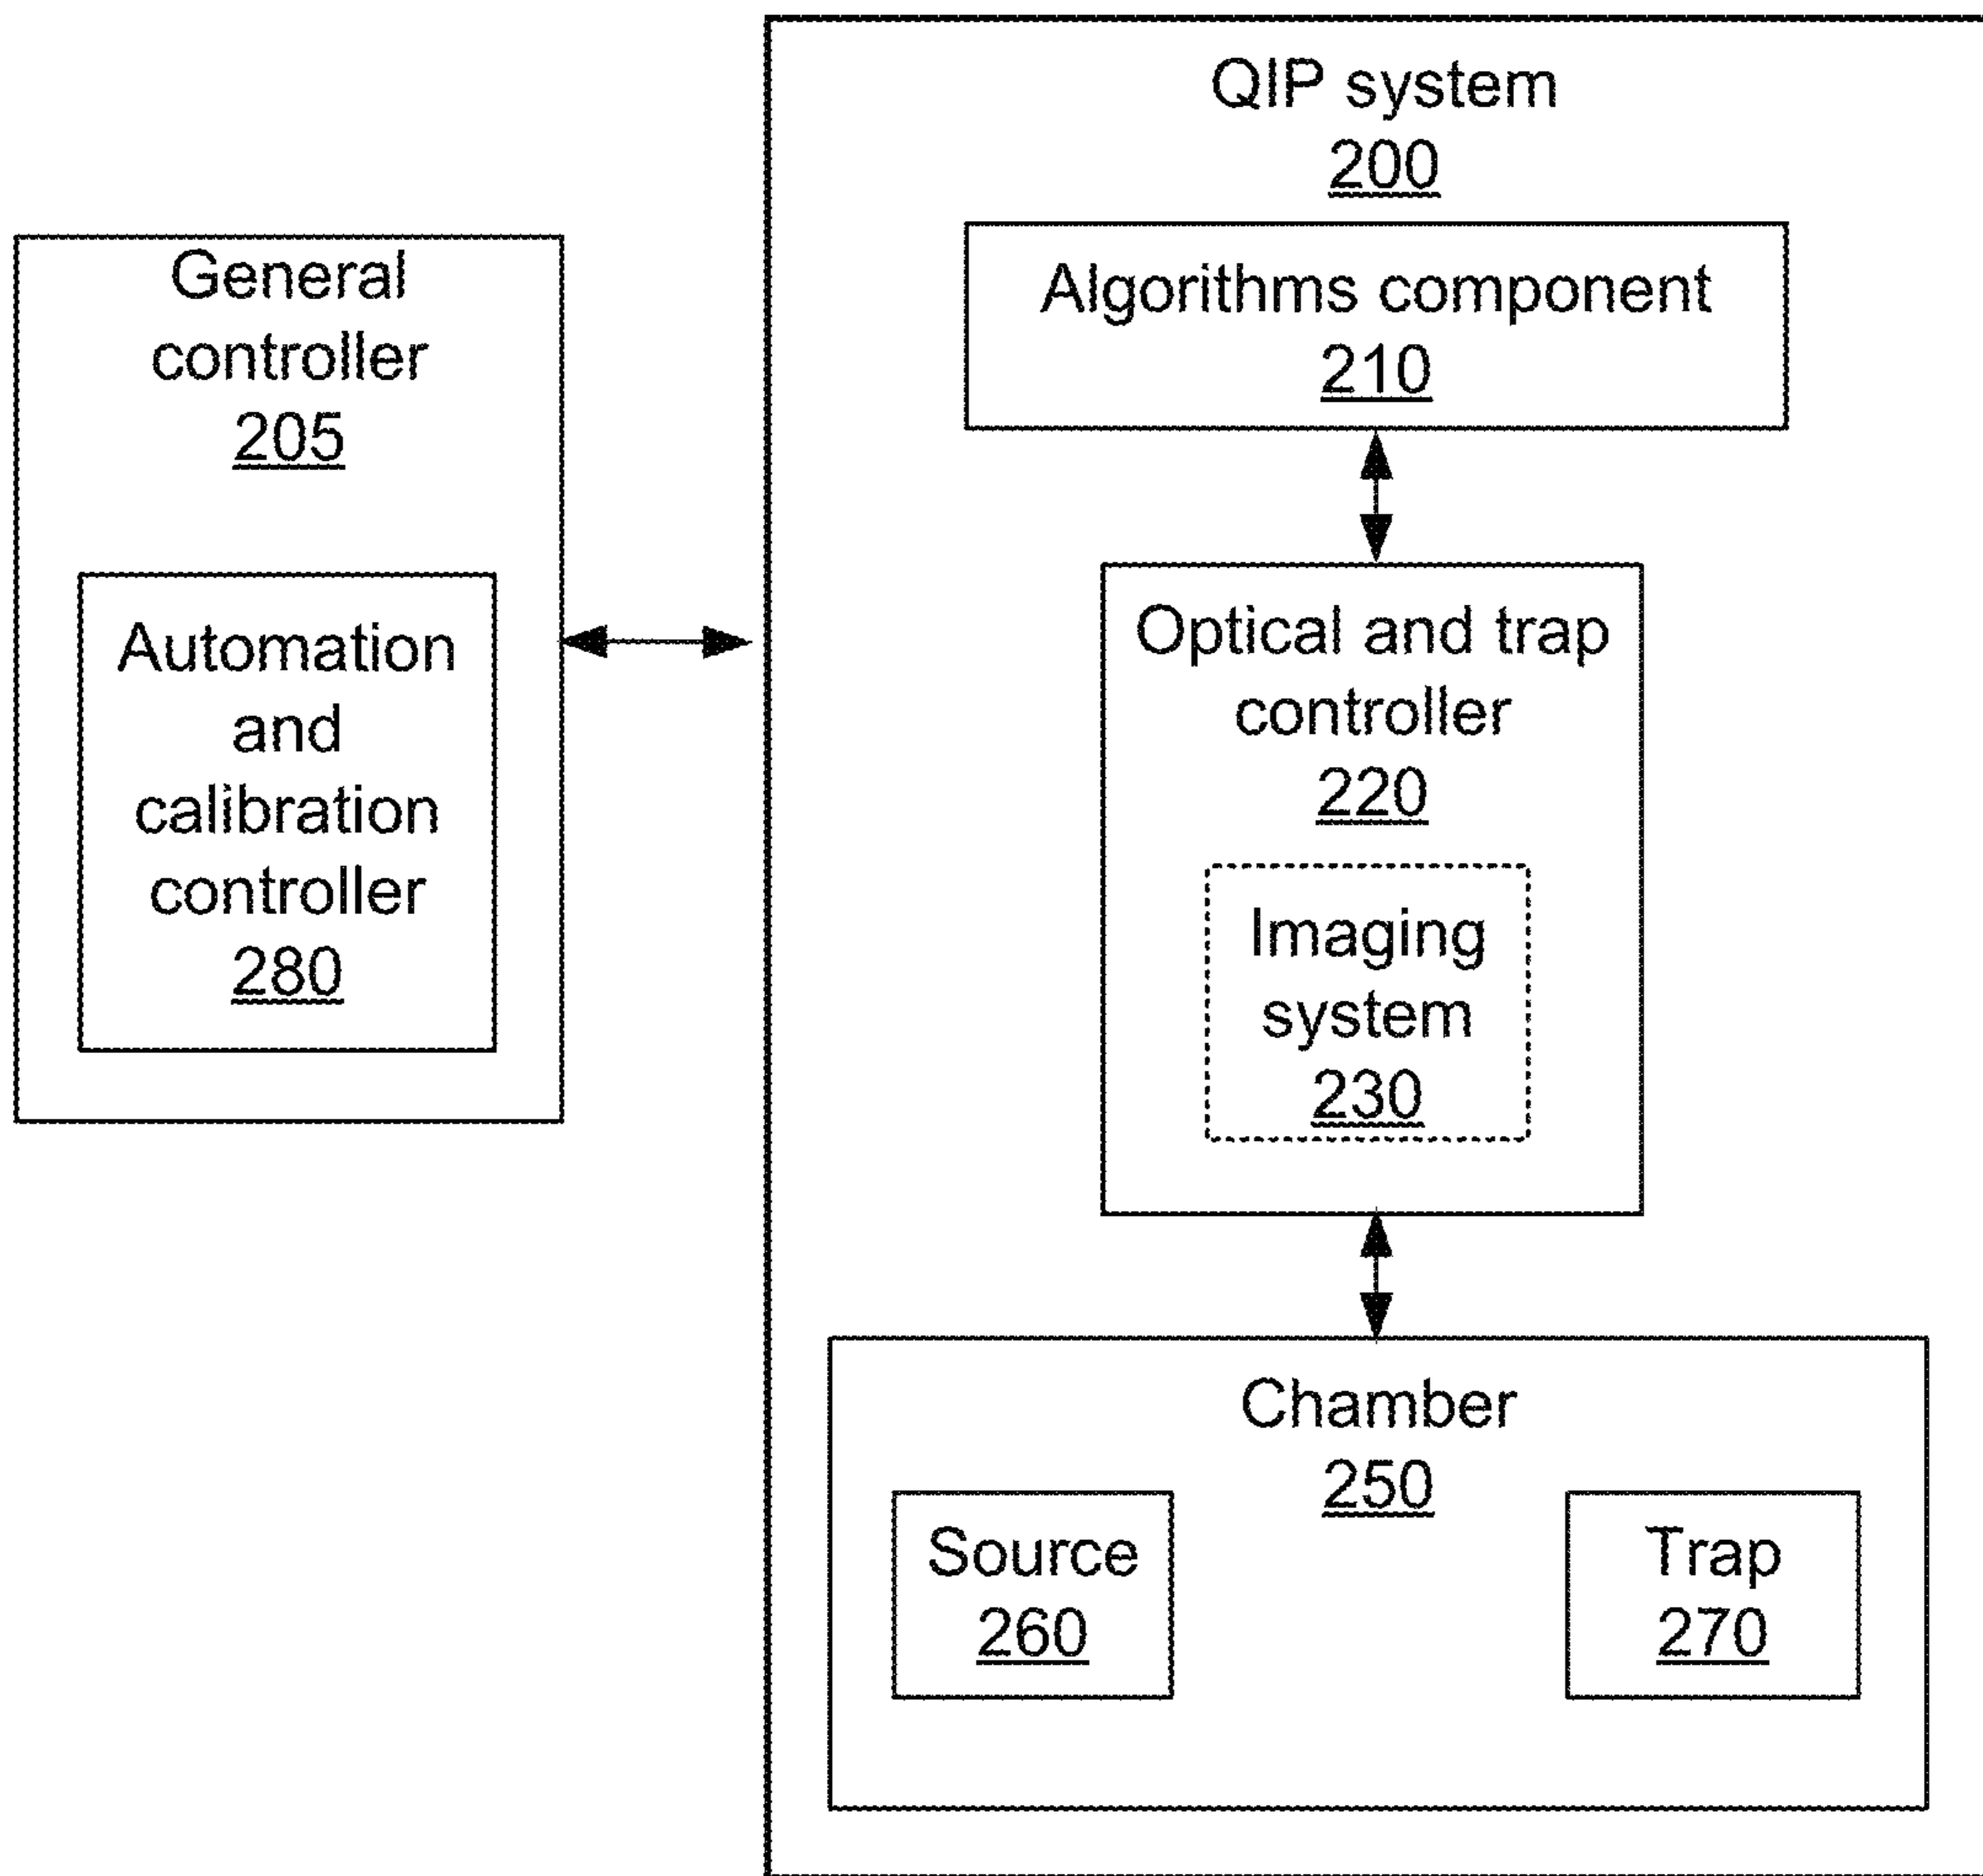 QIP system
200
General
controller
205
Automation
and
calibration
controller
280
Algorithms component
210
Optical and trap
controller
220
Imaging
system
230
Chamber
250
Source
260
Trap
270